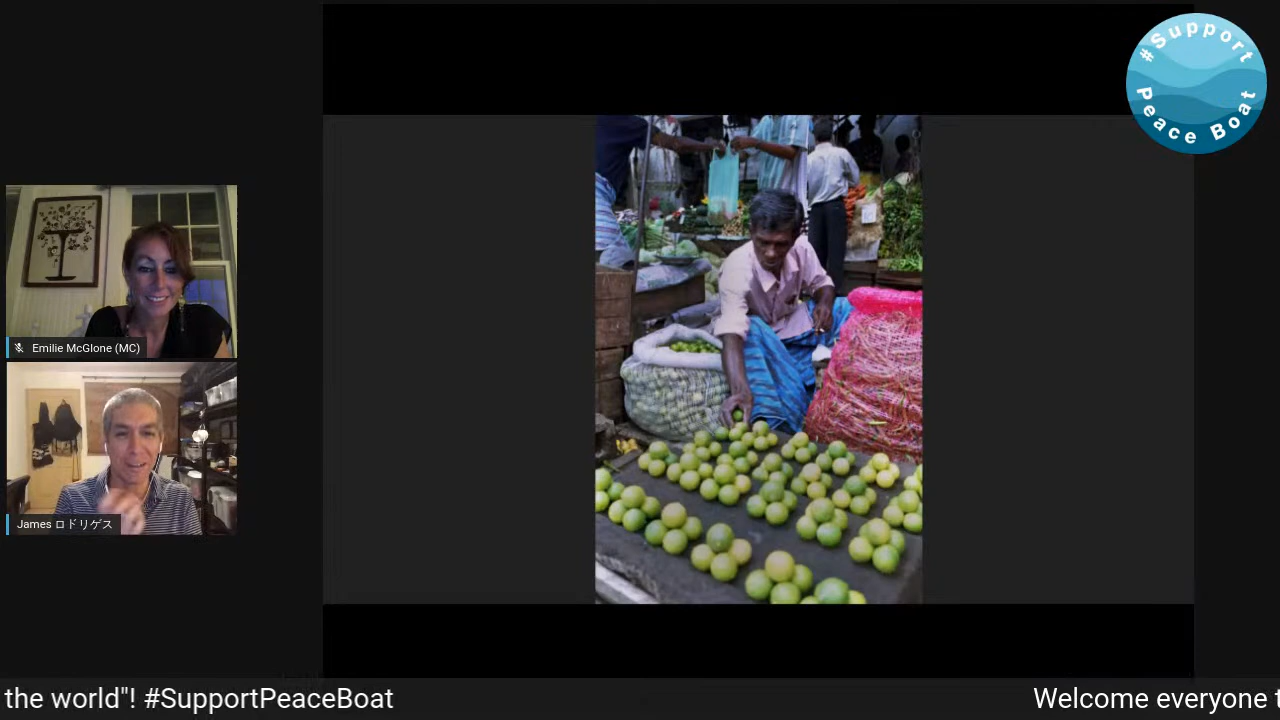 #Support
Peace Boat
Emilie McGlone (MC)
James ロドリゲス
the world"! #SupportPeaceBoat
Welcome everyone t